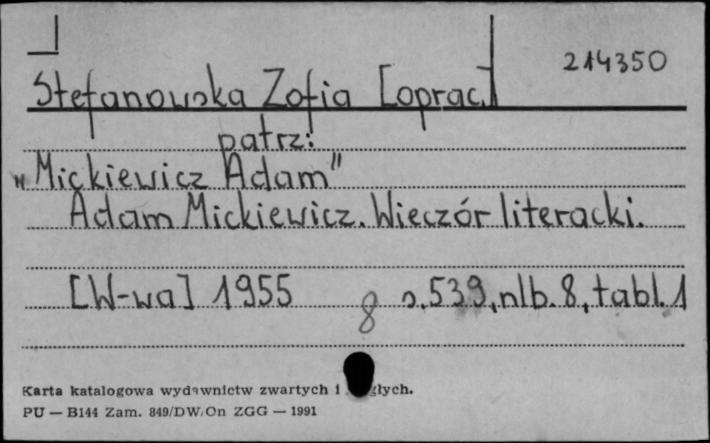 214350
Stefanowska Zofia [oprac.]
patrz:
„Mickiewicz Adam"
Adam Mickiewicz. Wieczór literacki.
[W-wa] 1955 8 s. 539, nlb. 8, tabl. 1
Karta katalogowa wydawnictw zwartych i głych.
PU — B144 Zam. 849/DW/On ZGG — 1991